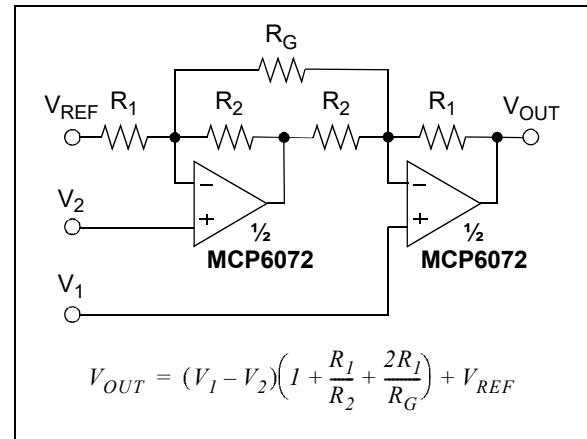 R_G
V_REF R_1 R_2 R_2 R_1 V_OUT
− −
V_2 + +
½ ½
MCP6072 MCP6072
V_1
V_OUT = (V_1 – V_2)(1 + R_1/R_2 + 2R_1/R_G) + V_REF